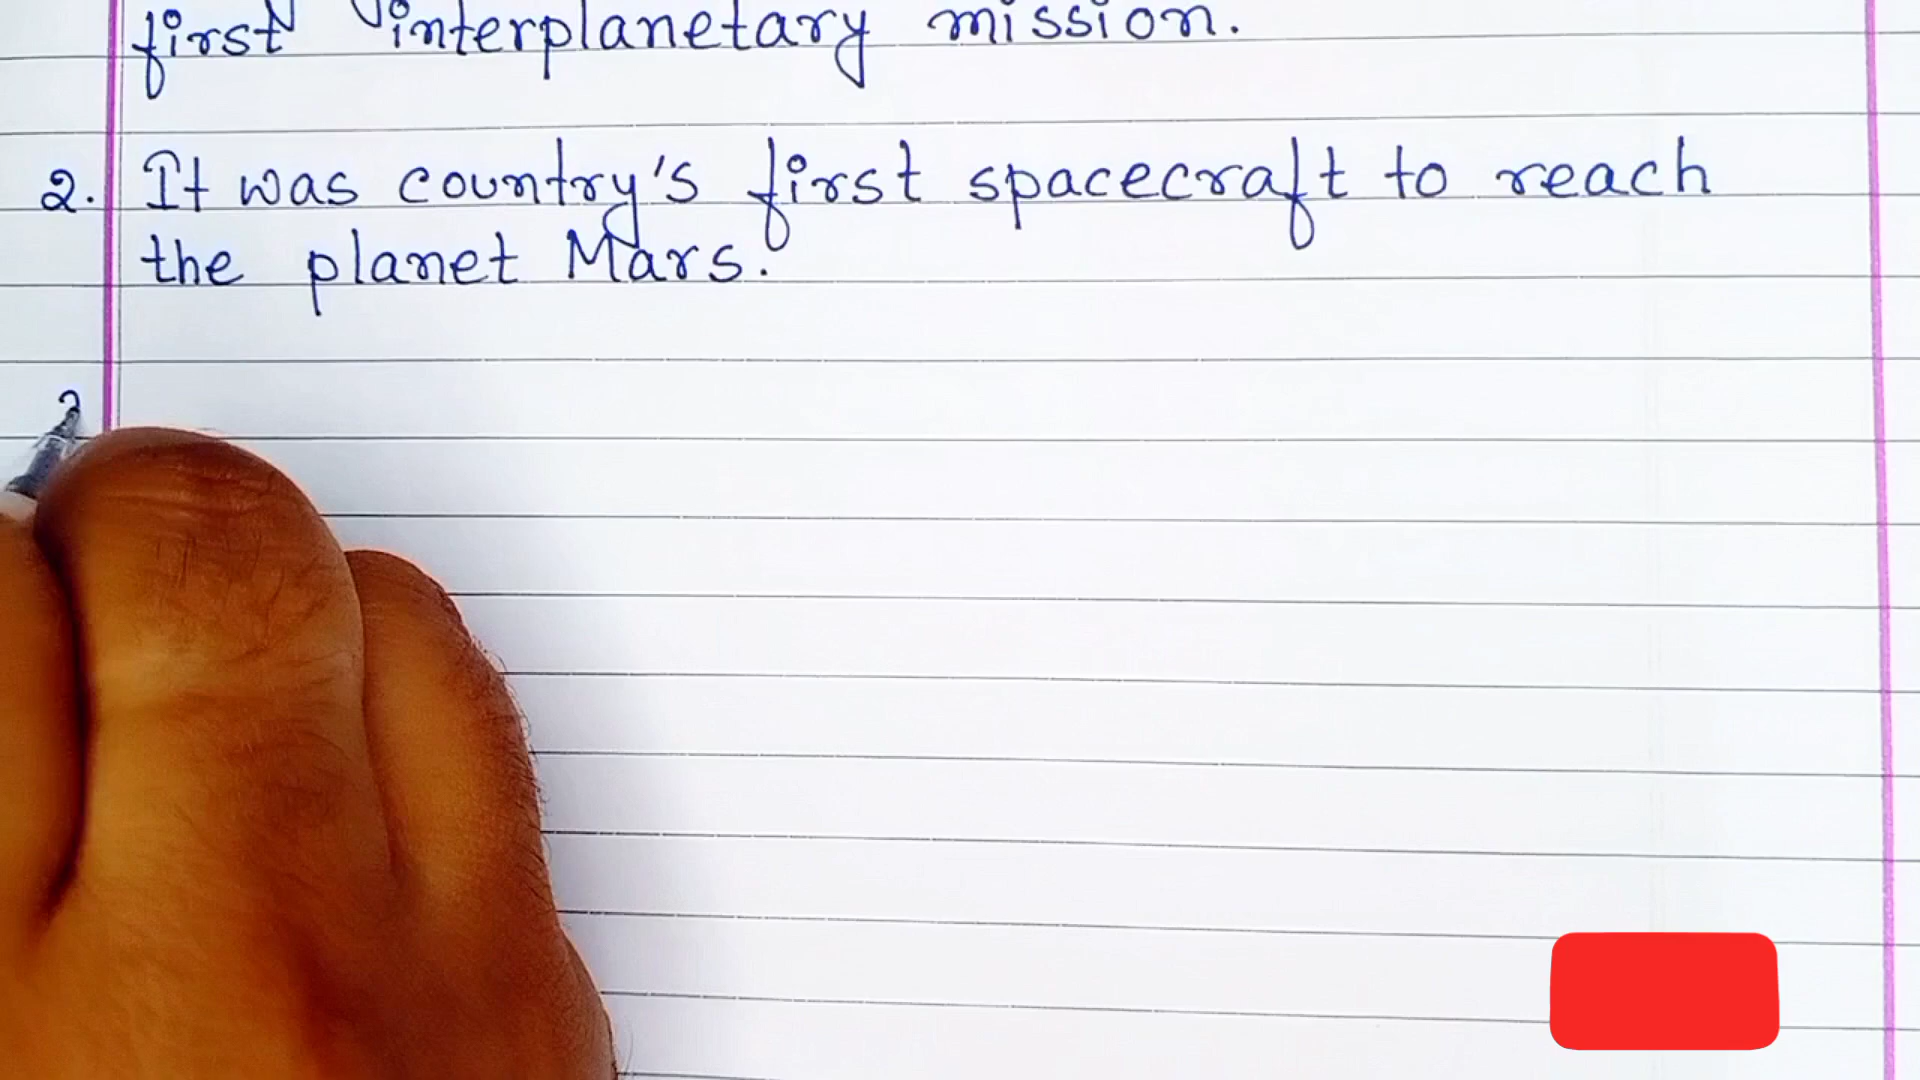 first interplanetary mission.
2. It was country's first spacecraft to reach
the planet Mars.